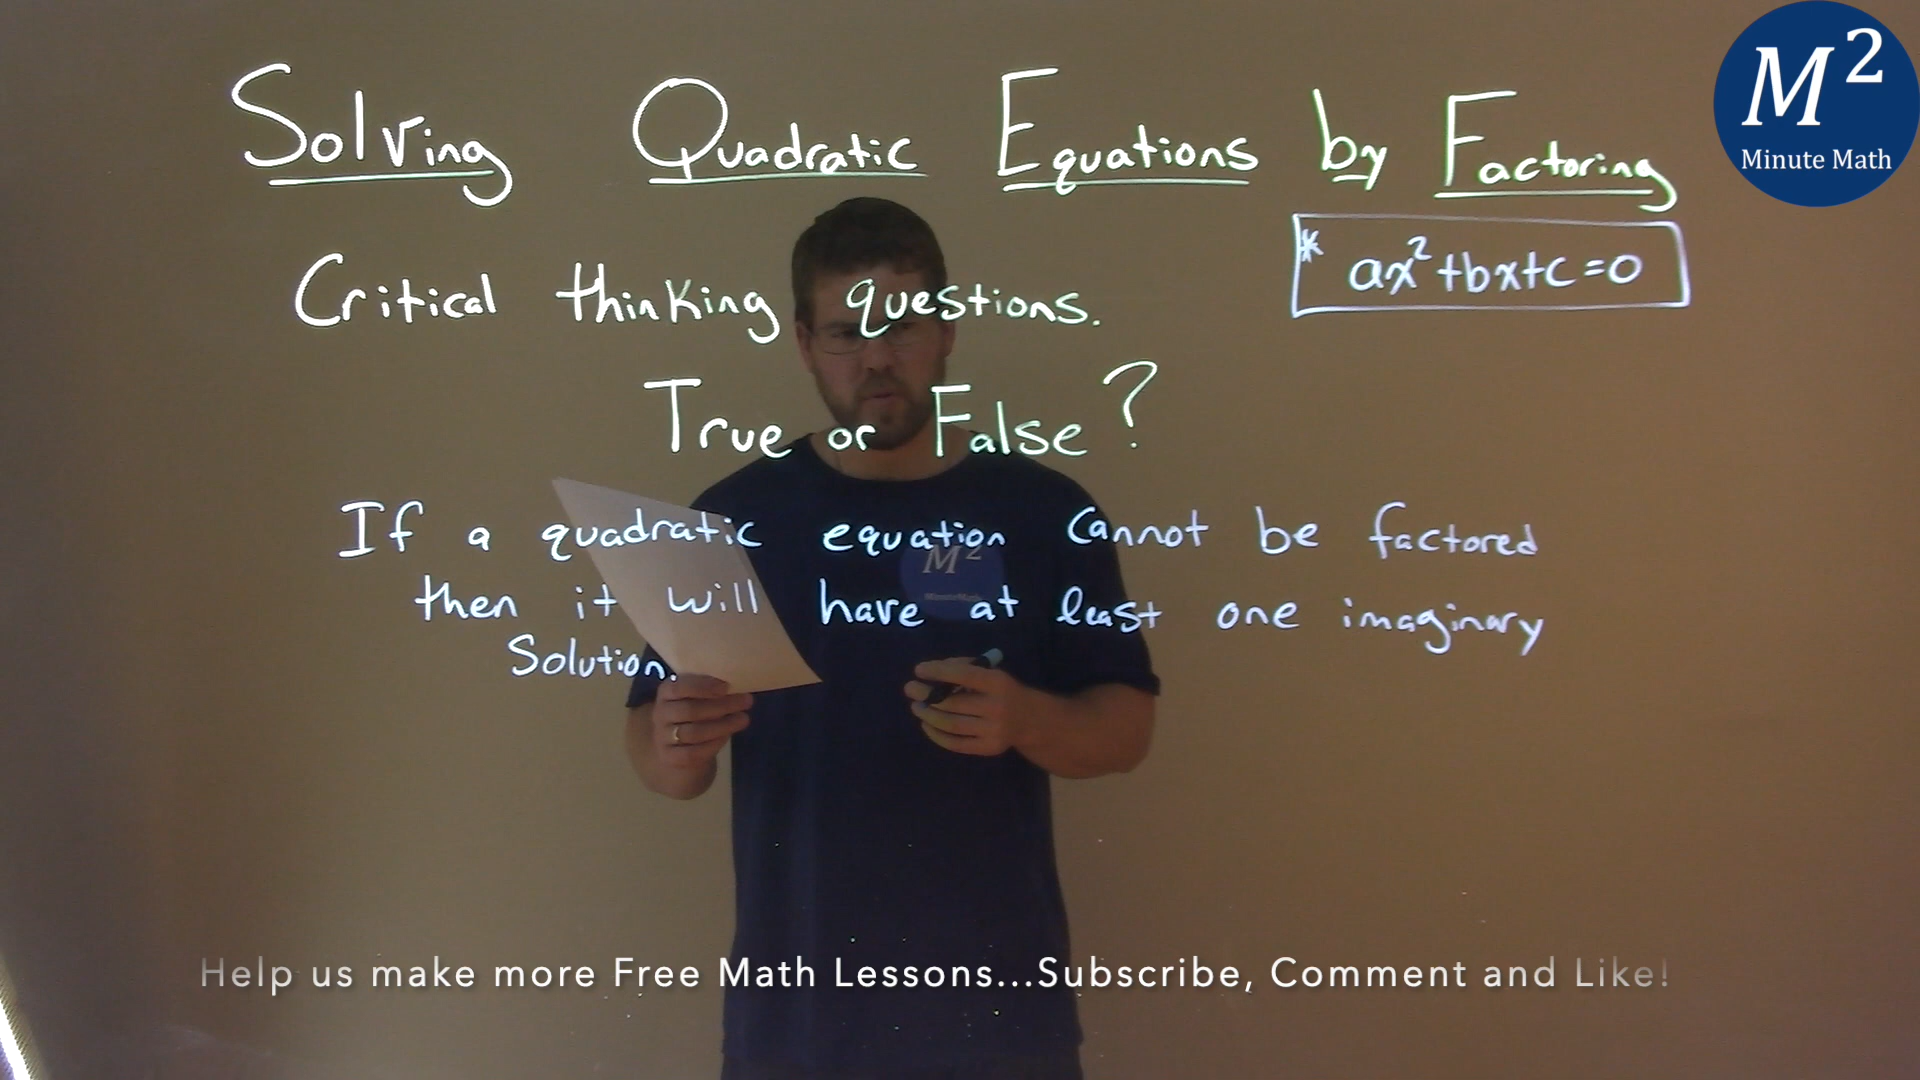 M²
Minute Math
Solving Quadratic Equations by Factoring
* ax²+bx+c=0
Critical thinking questions.
True or False?
If a quadratic equation cannot be factored
then it will have at least one imaginary
Solution.
M²
MinuteMath
Help us make more Free Math Lessons...Subscribe, Comment and Like!